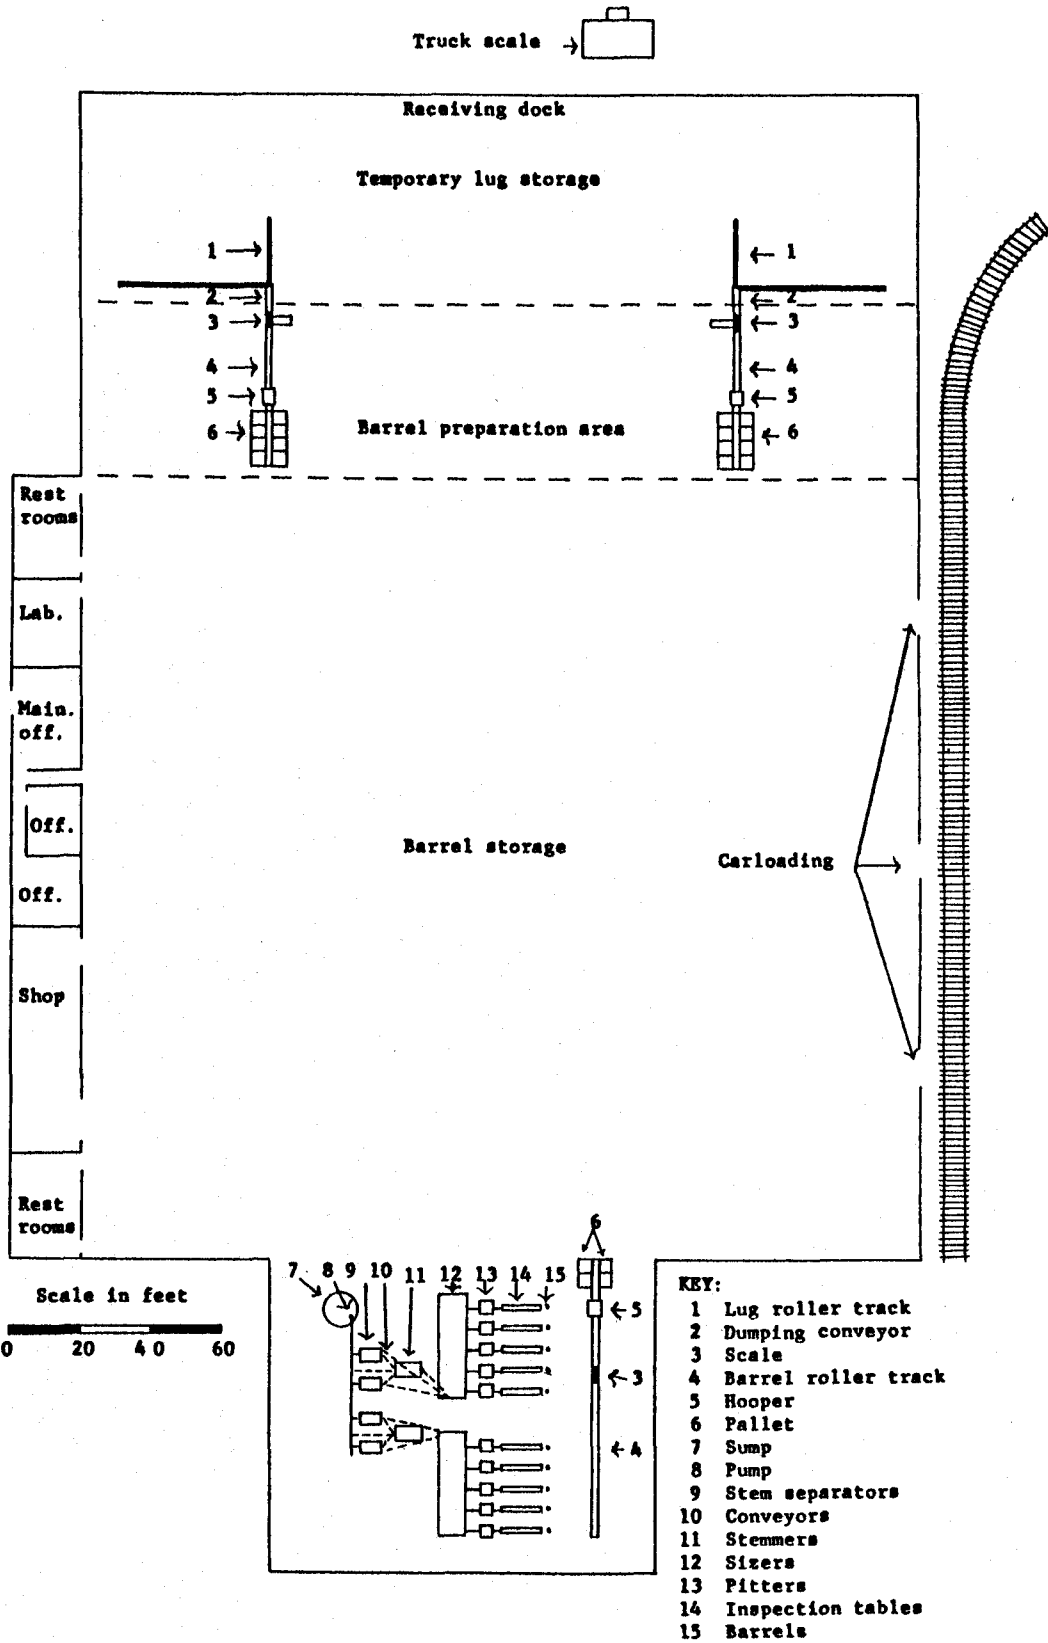 Truck scale
Receiving dock
Temporary lug storage
1 1
2 2
3 3
4 4
5 5
6 Barrel preparation area 6
Rest
rooms
Lab.
Main.
off.
Off.
Barrel storage
Carloading
Off.
Shop
Rest
rooms
6
7 8 9 10 11 12 13 14 15
5
3
4
Scale in feet
0 20 40 60
KEY:
1 Lug roller track
2 Dumping conveyor
3 Scale
4 Barrel roller track
5 Hooper
6 Pallet
7 Sump
8 Pump
9 Stem separators
10 Conveyors
11 Stemmers
12 Sizers
13 Pitters
14 Inspection tables
15 Barrels